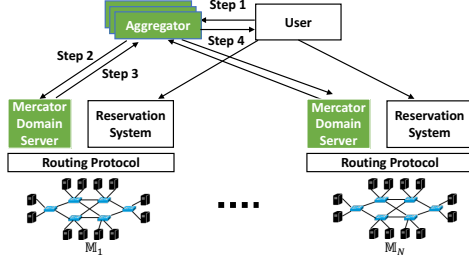 Step 1
User
Aggregator
Step 2
Step 4
Step 3
Mercator
Domain
Server
Reservation
System
Mercator
Domain
Server
Reservation
System
Routing Protocol
Routing Protocol
....
𝕄1
𝕄N